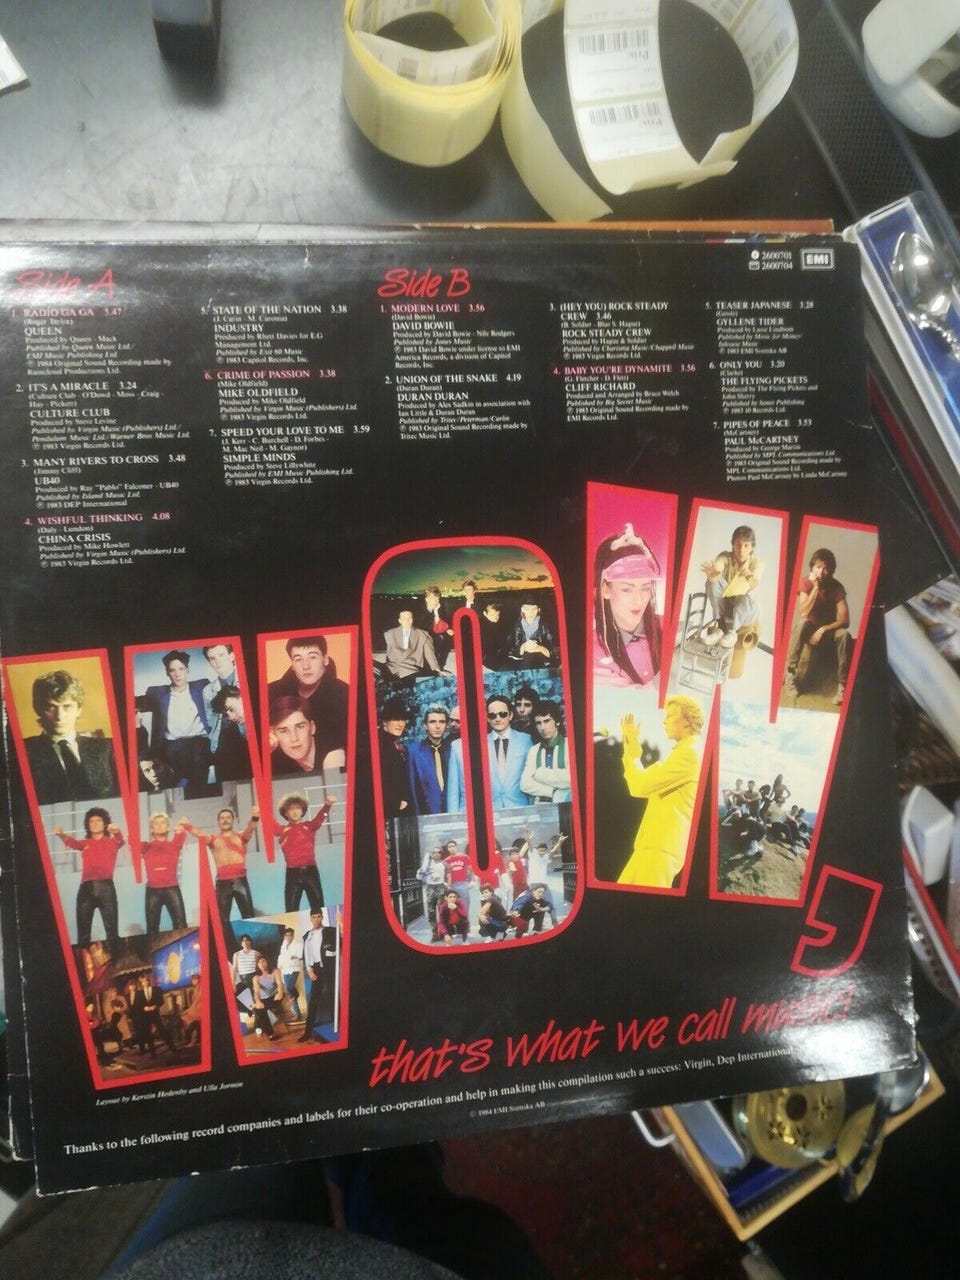 Pris:
Pris:
Side A
1. RADIO GA GA 5.47
(Roger Taylor)
QUEEN
Produced by Queen - Mack
Published by Queen Music Ltd./
EMI Music Publishing Ltd.
℗ 1984 Original Sound Recording made by
Raincloud Productions Ltd.
2. IT'S A MIRACLE 3.24
(Culture Club - O'Dowd - Moss - Craig -
Hay - Pickett)
CULTURE CLUB
Produced by Steve Levine
Published by Virgin Music (Publishers) Ltd./
Pendulum Music Ltd./Warner Bros Music Ltd.
℗ 1983 Virgin Records Ltd.
3. MANY RIVERS TO CROSS 3.48
(Jimmy Cliff)
UB40
Produced by Ray "Pablo" Falconer - UB40
Published by Island Music Ltd.
℗ 1983 DEP International
4. WISHFUL THINKING 4.08
(Daly - Lundon)
CHINA CRISIS
Produced by Mike Howlett
Published by Virgin Music (Publishers) Ltd.
℗ 1983 Virgin Records Ltd.
5. STATE OF THE NATION 3.38
INDUSTRY
Produced by Rhett Davies for E.G
Management Ltd.
Published by Exit 60 Music
℗ 1983 Capitol Records, Inc.
6. CRIME OF PASSION 3.38
(Mike Oldfield)
MIKE OLDFIELD
Produced by Mike Oldfield
Published by Virgin Music (Publishers) Ltd.
℗ 1983 Virgin Records Ltd.
7. SPEED YOUR LOVE TO ME 3.59
(J. Kerr - C. Burchell - D. Forbes -
M. Mac Neil - M. Gaynor)
SIMPLE MINDS
Produced by Steve Lillywhite
Published by EMI Music Publishing Ltd.
℗ 1983 Virgin Records Ltd.
Side B
1. MODERN LOVE 3.56
(David Bowie)
DAVID BOWIE
Produced by David Bowie - Nile Rodgers
Published by Jones Music
℗ 1983 David Bowie under license to EMI
America Records, a division of Capitol
Records, Inc.
2. UNION OF THE SNAKE 4.19
(Duran Duran)
DURAN DURAN
Produced by Alex Sadkin in association with
Ian Little & Duran Duran
Published by Tritec/Peterman/Carlin
℗ 1983 Original Sound Recording made by
Tritec Music Ltd.
3. (HEY YOU) ROCK STEADY
CREW 3.46
(B. Soldier - Blue - S. Hague)
ROCK STEADY CREW
Produced by Hague & Soldier
Published by Charisma Music/Chappell Music
℗ 1983 Virgin Records Ltd.
4. BABY YOU'RE DYNAMITE 3.56
CLIFF RICHARD
Produced and Arranged by Bruce Welch
Published by Big Secret Music
℗ 1983 Original Sound Recording made by
EMI Records Ltd.
5. TEASER JAPANESE 3.28
(Gessle)
GYLLENE TIDER
Produced by Lasse Lindbom
℗ 1983 EMI Svenska AB
6. ONLY YOU 3.20
(Clarke)
THE FLYING PICKETS
Produced by The Flying Pickets and
John Sherry
Published by Sonet Publishing
℗ 1983 10 Records Ltd.
7. PIPES OF PEACE 3.53
(McCartney)
PAUL McCARTNEY
Produced by George Martin
Published by MPL Communications Ltd.
℗ 1983 Original Sound Recording made by
MPL Communications Ltd.
Photos Paul McCartney by Linda McCartney
2600701
2600704
EMI
WOW,
that's what we call music!
Layout by Kerstin Hedenby and Ulla Jormin
Thanks to the following record companies and labels for their co-operation and help in making this compilation such a success: Virgin, Dep International,
© 1984 EMI Svenska AB